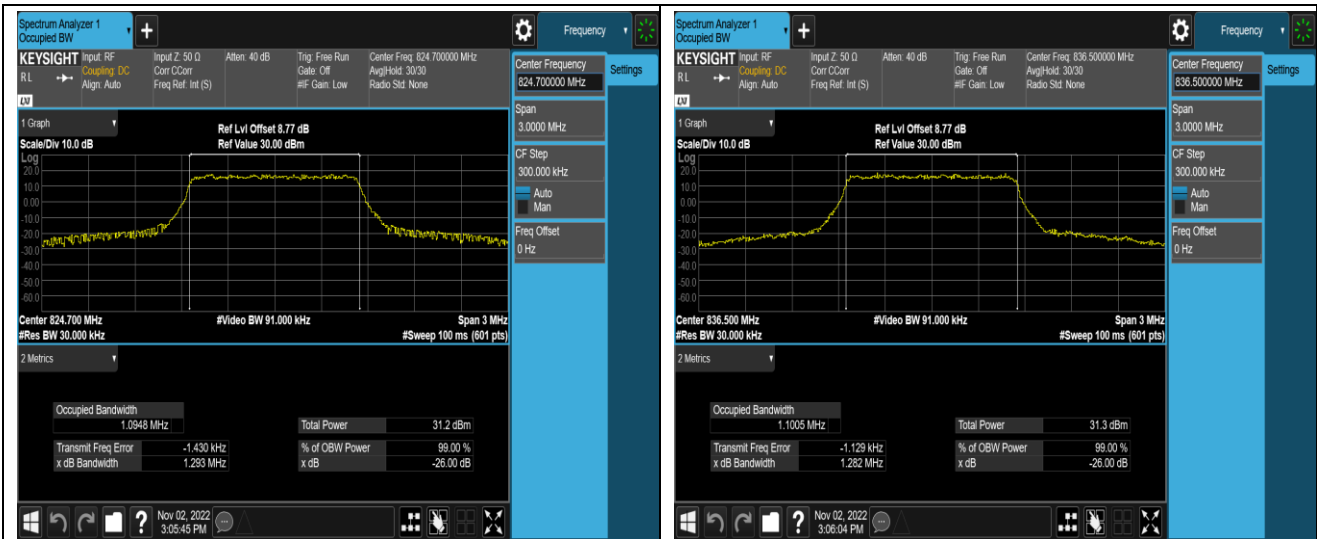 Spectrum Analyzer 1
Occupied BW
+
Frequency
KEYSIGHT
R L
LXI
Input: RF
Coupling: DC
Align: Auto
Input Z: 50 Ω
Corr CCorr
Freq Ref: Int (S)
Atten: 40 dB
Trig: Free Run
Gate: Off
#IF Gain: Low
Center Freq: 824.700000 MHz
Avg|Hold: 30/30
Radio Std: None
Center Frequency
824.700000 MHz
Settings
Span
3.0000 MHz
CF Step
300.000 kHz
Auto
Man
Freq Offset
0 Hz
1 Graph
Scale/Div 10.0 dB
Ref Lvl Offset 8.77 dB
Ref Value 30.00 dBm
Log
20.0
10.0
0.00
-10.0
-20.0
-30.0
-40.0
-50.0
-60.0
Center 824.700 MHz
#Video BW 91.000 kHz
Span 3 MHz
#Res BW 30.000 kHz
#Sweep 100 ms (601 pts)
2 Metrics
Occupied Bandwidth
1.0948 MHz
Total Power 31.2 dBm
Transmit Freq Error -1.430 kHz
% of OBW Power 99.00 %
x dB Bandwidth 1.293 MHz
x dB -26.00 dB
?
Nov 02, 2022
3:05:45 PM
Spectrum Analyzer 1
Occupied BW
+
Frequency
KEYSIGHT
R L
LXI
Input: RF
Coupling: DC
Align: Auto
Input Z: 50 Ω
Corr CCorr
Freq Ref: Int (S)
Atten: 40 dB
Trig: Free Run
Gate: Off
#IF Gain: Low
Center Freq: 836.500000 MHz
Avg|Hold: 30/30
Radio Std: None
Center Frequency
836.500000 MHz
Settings
Span
3.0000 MHz
CF Step
300.000 kHz
Auto
Man
Freq Offset
0 Hz
1 Graph
Scale/Div 10.0 dB
Ref Lvl Offset 8.77 dB
Ref Value 30.00 dBm
Log
20.0
10.0
0.00
-10.0
-20.0
-30.0
-40.0
-50.0
-60.0
Center 836.500 MHz
#Video BW 91.000 kHz
Span 3 MHz
#Res BW 30.000 kHz
#Sweep 100 ms (601 pts)
2 Metrics
Occupied Bandwidth
1.1005 MHz
Total Power 31.3 dBm
Transmit Freq Error -1.129 kHz
% of OBW Power 99.00 %
x dB Bandwidth 1.282 MHz
x dB -26.00 dB
?
Nov 02, 2022
3:06:04 PM